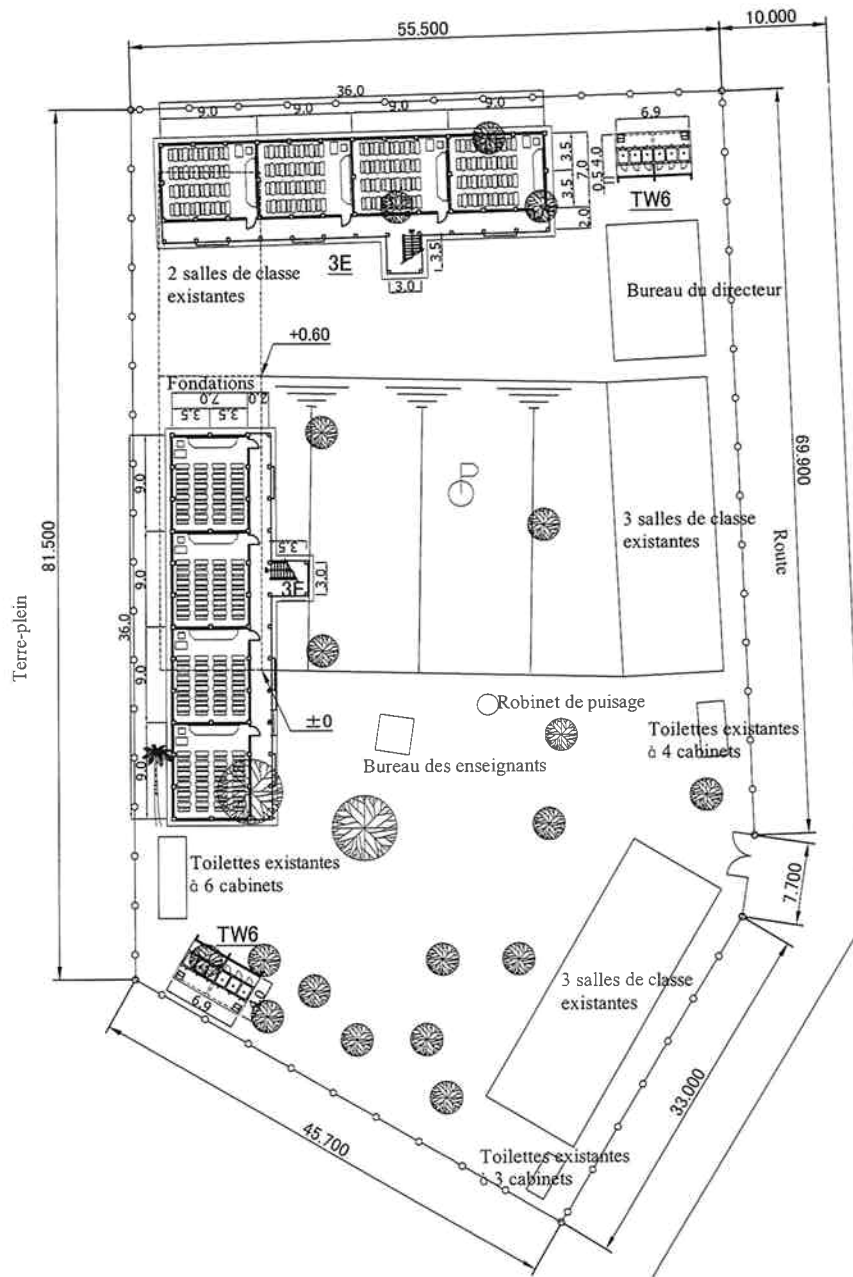 55.500
10.000
36.0
9.0
9.0
9.0
9.0
6.9
3.5
3.5
7.0
2.0
0.5
4.0
TW6
3E
3.5
3.0
2 salles de classe
existantes
Bureau du directeur
+0.60
Fondations
7.0
2.0
3.5
3.5
9.0
9.0
9.0
9.0
36.0
81.500
Terre-plein
3.5
3F
3.0
3 salles de classe
existantes
69.900
Route
±0
Robinet de puisage
Bureau des enseignants
Toilettes existantes
à 4 cabinets
7.700
Toilettes existantes
à 6 cabinets
TW6
6.9
3 salles de classe
existantes
33.000
45.700
Toilettes existantes
à 3 cabinets